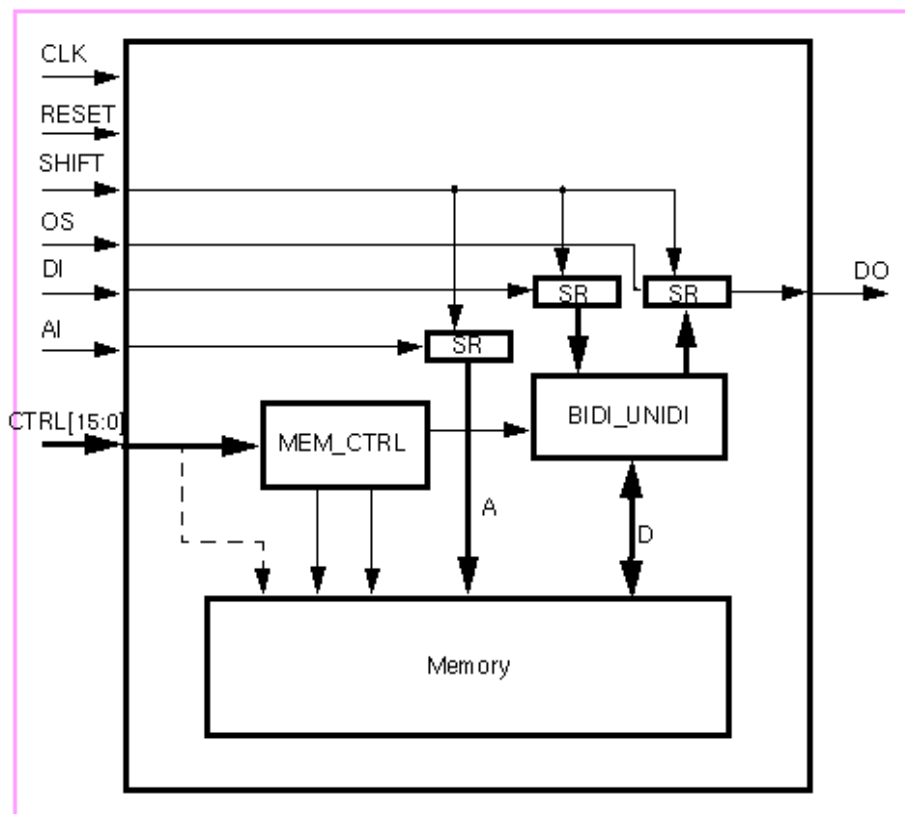 CLK
RESET
SHIFT
OS
DI
DO
SR
SR
AI
SR
CTRL[15:0]
MEM_CTRL
BIDI_UNIDI
A
D
Memory